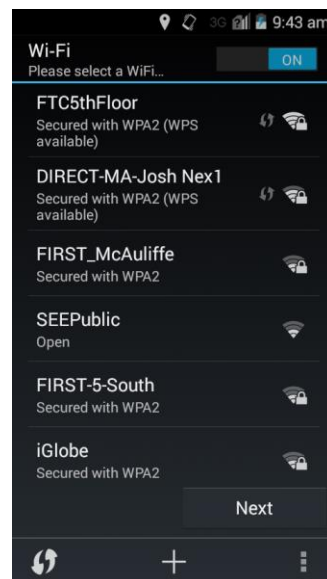 3G 9:43 am
Wi-Fi
ON
Please select a WiFi...
FTC5thFloor
Secured with WPA2 (WPS
available)
DIRECT-MA-Josh Nex1
Secured with WPA2 (WPS
available)
FIRST_McAuliffe
Secured with WPA2
SEEPublic
Open
FIRST-5-South
Secured with WPA2
iGlobe
Secured with WPA2
Next